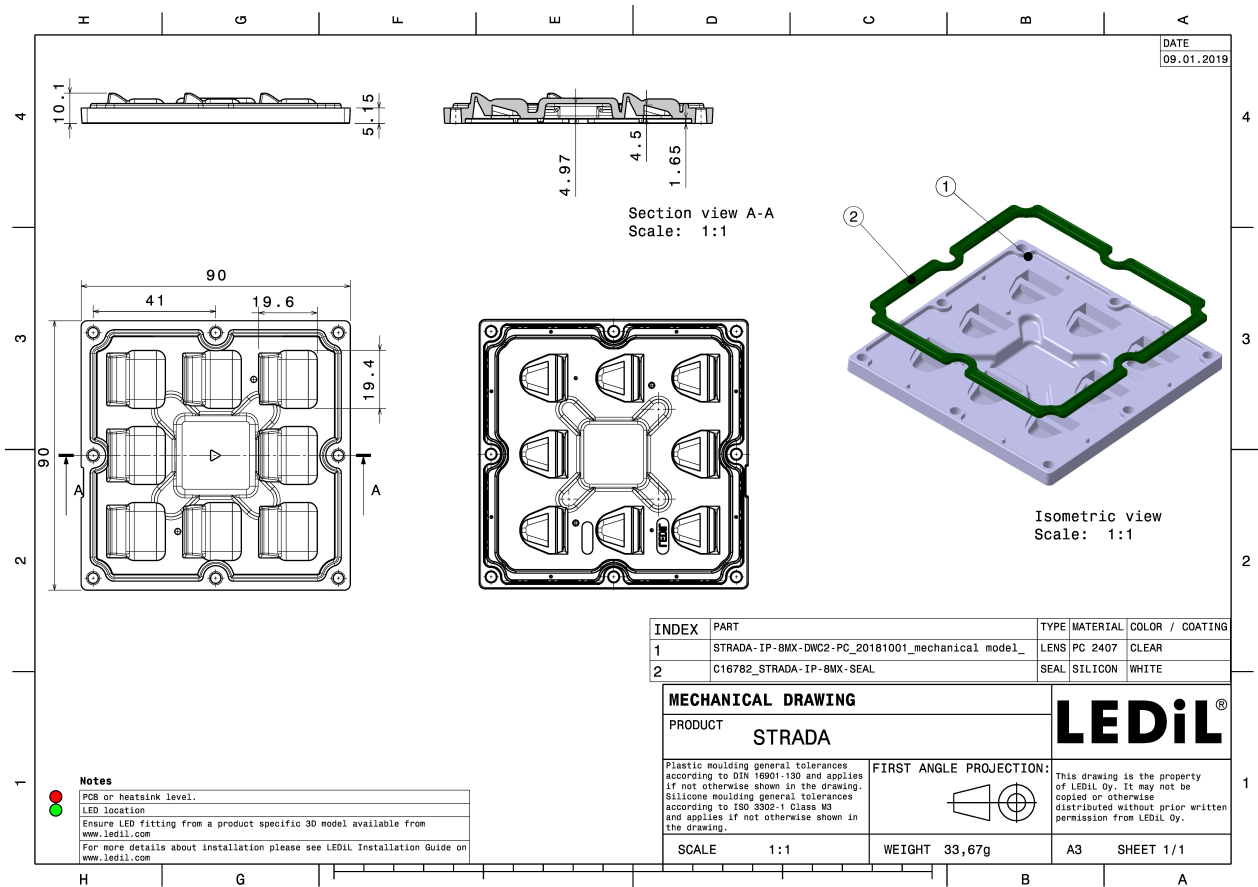 H G F E D C B A
DATE
09.01.2019
4
4
10.1
5.15
4.97
4.5
1.65
Section view A-A
Scale: 1:1
1
2
90
41
19.6
19.4
90
A
A
3
3
LEDiL
Isometric view
Scale: 1:1
2
2
INDEX PART TYPE MATERIAL COLOR / COATING
1 STRADA-IP-8MX-DWC2-PC_20181001_mechanical model_ LENS PC 2407 CLEAR
2 C16782_STRADA-IP-8MX-SEAL SEAL SILICON WHITE
MECHANICAL DRAWING
PRODUCT
STRADA
LEDiL®
Plastic moulding general tolerances
according to DIN 16901-130 and applies
if not otherwise shown in the drawing.
Silicone moulding general tolerances
according to ISO 3302-1 Class M3
and applies if not otherwise shown in
the drawing.
FIRST ANGLE PROJECTION:
This drawing is the property
of LEDiL Oy. It may not be
copied or otherwise
distributed without prior written
permission from LEDiL Oy.
SCALE 1:1 WEIGHT 33,67g A3 SHEET 1/1
1
1
Notes
PCB or heatsink level.
LED location
Ensure LED fitting from a product specific 3D model available from
www.ledil.com
For more details about installation please see LEDiL Installation Guide on
www.ledil.com
H G B A